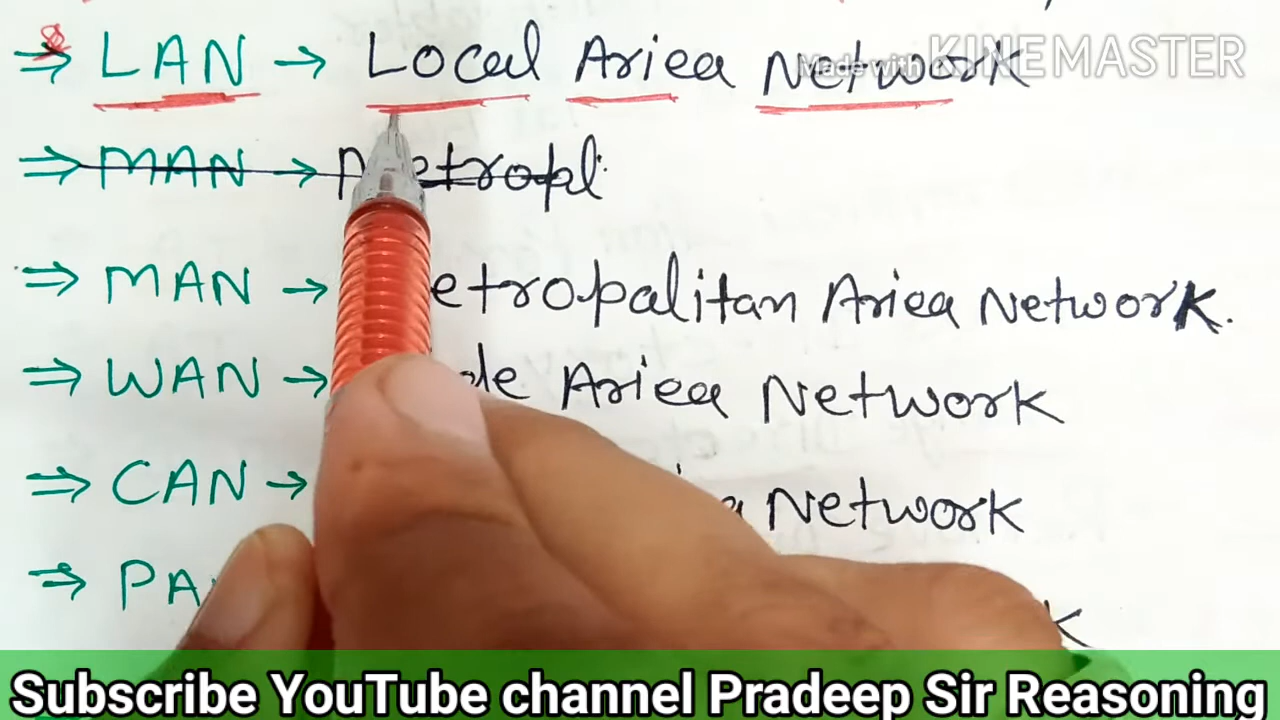 ⇒ LAN → Local Ariea Network
Made with KINEMASTER
⇒ MAN → Metropl
⇒ MAN → etropalitan Ariea Network.
⇒ WAN → de Ariea Network
⇒ CAN → Network
⇒ PA
Subscribe YouTube channel Pradeep Sir Reasoning